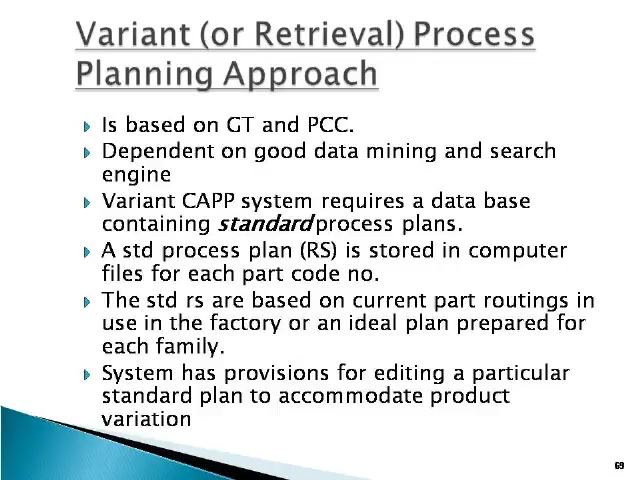 Variant (or Retrieval) Process
Planning Approach
Is based on GT and PCC.
Dependent on good data mining and search
engine
Variant CAPP system requires a data base
containing standard process plans.
A std process plan (RS) is stored in computer
files for each part code no.
The std rs are based on current part routings in
use in the factory or an ideal plan prepared for
each family.
System has provisions for editing a particular
standard plan to accommodate product
variation
69